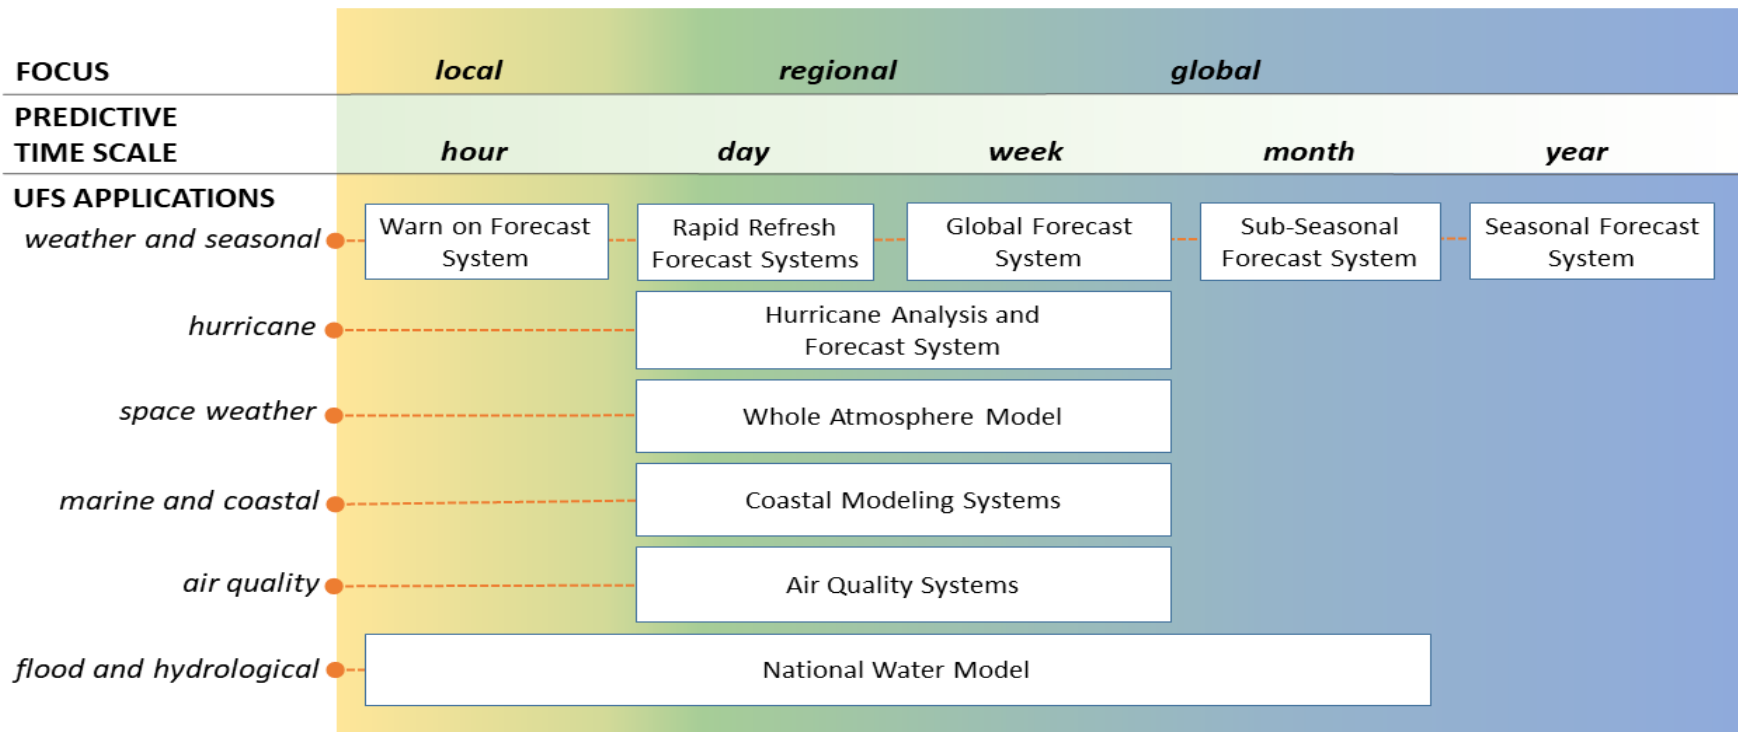 FOCUS local regional global
PREDICTIVE
TIME SCALE hour day week month year
UFS APPLICATIONS
weather and seasonal
Warn on Forecast
System
Rapid Refresh
Forecast Systems
Global Forecast
System
Sub-Seasonal
Forecast System
Seasonal Forecast
System
hurricane
Hurricane Analysis and
Forecast System
space weather
Whole Atmosphere Model
marine and coastal
Coastal Modeling Systems
air quality
Air Quality Systems
flood and hydrological
National Water Model